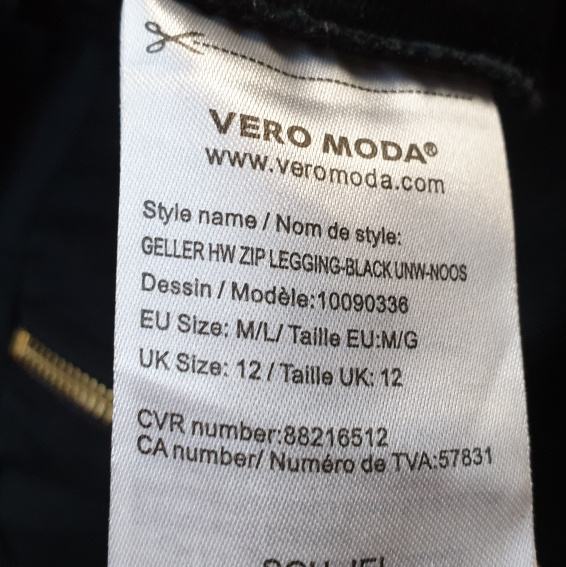 VERO MODA®
www.veromoda.com
Style name / Nom de style:
GELLER HW ZIP LEGGING-BLACK UNW-NOOS
Dessin / Modèle:10090336
EU Size: M/L/ Taille EU:M/G
UK Size: 12 / Taille UK: 12
CVR number:88216512
CA number/ Numéro de TVA:57831